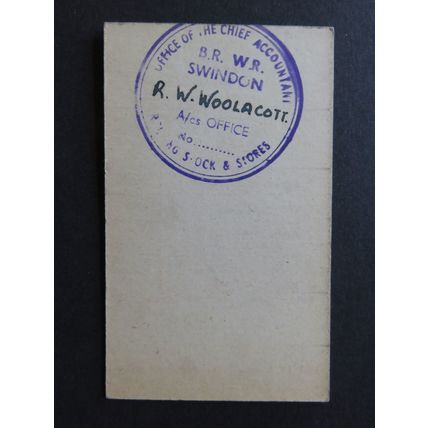 OFFICE OF THE CHIEF ACCOUNTANT
B.R. W.R.
SWINDON
R. W. WOOLACOTT.
A/cs OFFICE
No..........
STOCK & STORES